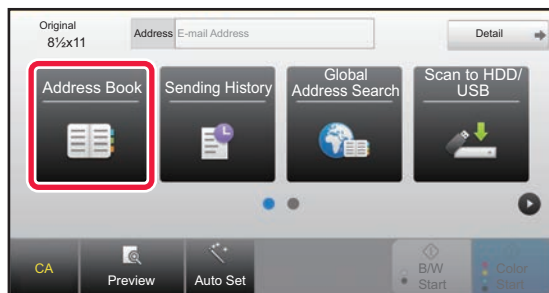 Original
8½x11
Address E-mail Address
Detail
Address Book
Sending History
Global
Address Search
Scan to HDD/
USB
CA
Preview
Auto Set
B/W
Start
Color
Start